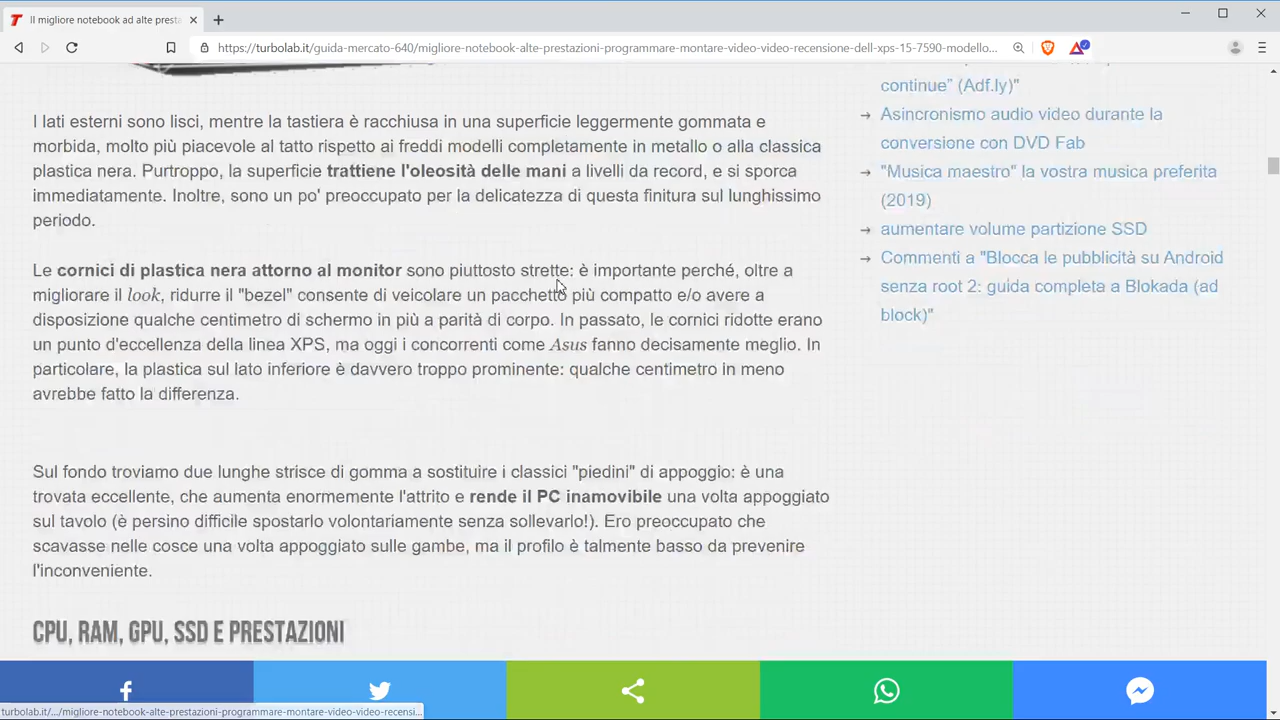 Il migliore notebook ad alte presta
https://turbolab.it/guida-mercato-640/migliore-notebook-alte-prestazioni-programmare-montare-video-video-recensione-dell-xps-15-7590-modello...
I lati esterni sono lisci, mentre la tastiera è racchiusa in una superficie leggermente gommata e
morbida, molto più piacevole al tatto rispetto ai freddi modelli completamente in metallo o alla classica
plastica nera. Purtroppo, la superficie trattiene l'oleosità delle mani a livelli da record, e si sporca
immediatamente. Inoltre, sono un po' preoccupato per la delicatezza di questa finitura sul lunghissimo
periodo.
Le cornici di plastica nera attorno al monitor sono piuttosto strette: è importante perché, oltre a
migliorare il look, ridurre il "bezel" consente di veicolare un pacchetto più compatto e/o avere a
disposizione qualche centimetro di schermo in più a parità di corpo. In passato, le cornici ridotte erano
un punto d'eccellenza della linea XPS, ma oggi i concorrenti come Asus fanno decisamente meglio. In
particolare, la plastica sul lato inferiore è davvero troppo prominente: qualche centimetro in meno
avrebbe fatto la differenza.
Sul fondo troviamo due lunghe strisce di gomma a sostituire i classici "piedini" di appoggio: è una
trovata eccellente, che aumenta enormemente l'attrito e rende il PC inamovibile una volta appoggiato
sul tavolo (è persino difficile spostarlo volontariamente senza sollevarlo!). Ero preoccupato che
scavasse nelle cosce una volta appoggiato sulle gambe, ma il profilo è talmente basso da prevenire
l'inconveniente.
CPU, RAM, GPU, SSD E PRESTAZIONI
continue” (Adf.ly)"
Asincronismo audio video durante la
conversione con DVD Fab
"Musica maestro" la vostra musica preferita
(2019)
aumentare volume partizione SSD
Commenti a "Blocca le pubblicità su Android
senza root 2: guida completa a Blokada (ad
block)"
turbolab.it/.../migliore-notebook-alte-prestazioni-programmare-montare-video-video-recensi...